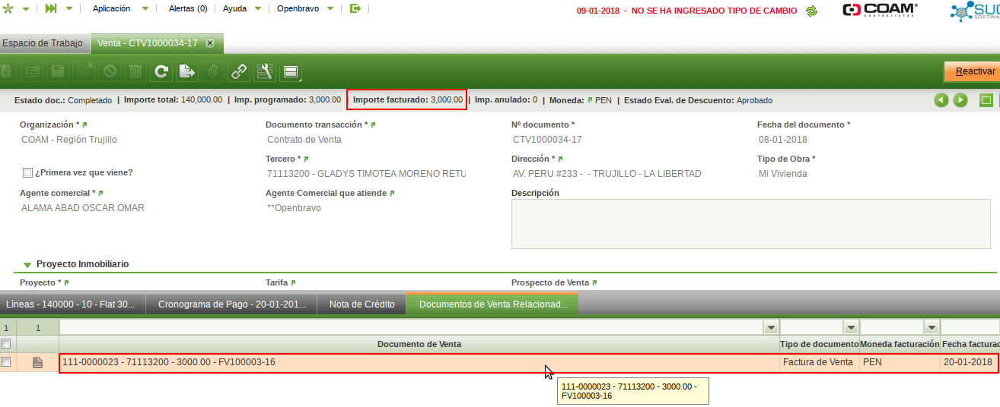 Aplicación Alertas (0) Ayuda Openbravo 09-01-2018 - NO SE HA INGRESADO TIPO DE CAMBIO COAM
CONTRATISTAS
Espacio de Trabajo Venta - CTV1000034-17
Reactivar
Estado doc.: Completado | Importe total: 140,000.00 | Imp. programado: 3,000.00 | Importe facturado: 3,000.00 | Imp. anulado: 0 | Moneda: PEN | Estado Eval. de Descuento: Aprobado
Organización * Documento transacción * Nº documento * Fecha del documento *
COAM - Región Trujillo Contrato de Venta CTV1000034-17 08-01-2018
Tercero * Dirección * Tipo de Obra *
¿Primera vez que viene? 71113200 - GLADYS TIMOTEA MORENO RETU AV. PERU #233 - - TRUJILLO - LA LIBERTAD Mi Vivienda
Agente comercial * Agente Comercial que atiende Descripción
ALAMA ABAD OSCAR OMAR **Openbravo
Proyecto Inmobiliario
Proyecto * Tarifa Prospecto de Venta
Líneas - 140000 - 10 - Flat 30... Cronograma de Pago - 20-01-201... Nota de Crédito Documentos de Venta Relacionad...
1 1
Documento de Venta Tipo de documento Moneda facturación Fecha facturac
111-0000023 - 71113200 - 3000.00 - FV100003-16 Factura de Venta PEN 20-01-2018
111-0000023 - 71113200 - 3000.00 -
FV100003-16